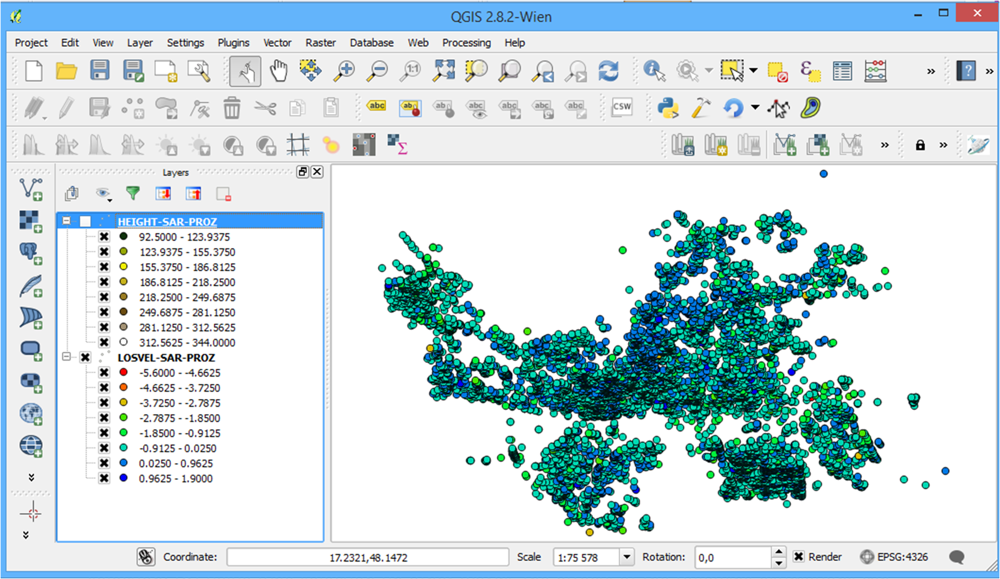 QGIS 2.8.2-Wien
Project Edit View Layer Settings Plugins Vector Raster Database Web Processing Help
1:1 ε ?
abc ab abc abc abc abc abc CSW
Σ
Layers
HEIGHT-SAR-PROZ
92.5000 - 123.9375
123.9375 - 155.3750
155.3750 - 186.8125
186.8125 - 218.2500
218.2500 - 249.6875
249.6875 - 281.1250
281.1250 - 312.5625
312.5625 - 344.0000
LOSVEL-SAR-PROZ
-5.6000 - -4.6625
-4.6625 - -3.7250
-3.7250 - -2.7875
-2.7875 - -1.8500
-1.8500 - -0.9125
-0.9125 - 0.0250
0.0250 - 0.9625
0.9625 - 1.9000
Coordinate: 17.2321,48.1472 Scale 1:75 578 Rotation: 0,0 Render EPSG:4326